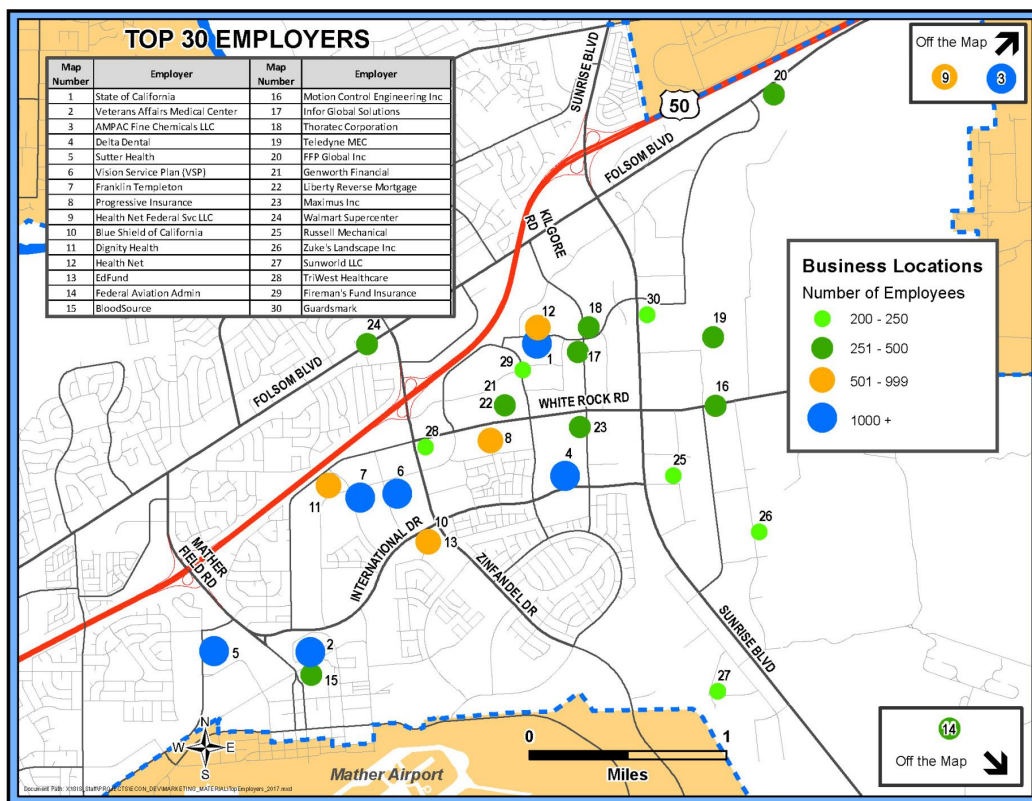 TOP 30 EMPLOYERS
Map Number Employer Map Number Employer
1 State of California 16 Motion Control Engineering Inc
2 Veterans Affairs Medical Center 17 Infor Global Solutions
3 AMPAC Fine Chemicals LLC 18 Thoratec Corporation
4 Delta Dental 19 Teledyne MEC
5 Sutter Health 20 FFP Global Inc
6 Vision Service Plan (VSP) 21 Genworth Financial
7 Franklin Templeton 22 Liberty Reverse Mortgage
8 Progressive Insurance 23 Maximus Inc
9 Health Net Federal Svc LLC 24 Walmart Supercenter
10 Blue Shield of California 25 Russell Mechanical
11 Dignity Health 26 Zuke's Landscape Inc
12 Health Net 27 Sunworld LLC
13 EdFund 28 TriWest Healthcare
14 Federal Aviation Admin 29 Fireman's Fund Insurance
15 BloodSource 30 Guardsmark
Off the Map
9 3
SUNRISE BLVD
50
20
FOLSOM BLVD
KILGORE RD
Business Locations
Number of Employees
200 - 250
251 - 500
501 - 999
1000 +
30
12
18
19
24
1
17
29
FOLSOM BLVD
21
22
WHITE ROCK RD
16
23
28
8
4
25
7
6
11
10
13
26
INTERNATIONAL DR
ZINFANDEL DR
MATHER FIELD RD
SUNRISE BLVD
5
2
15
27
14
Off the Map
N
W E
S
0 1
Miles
Mather Airport